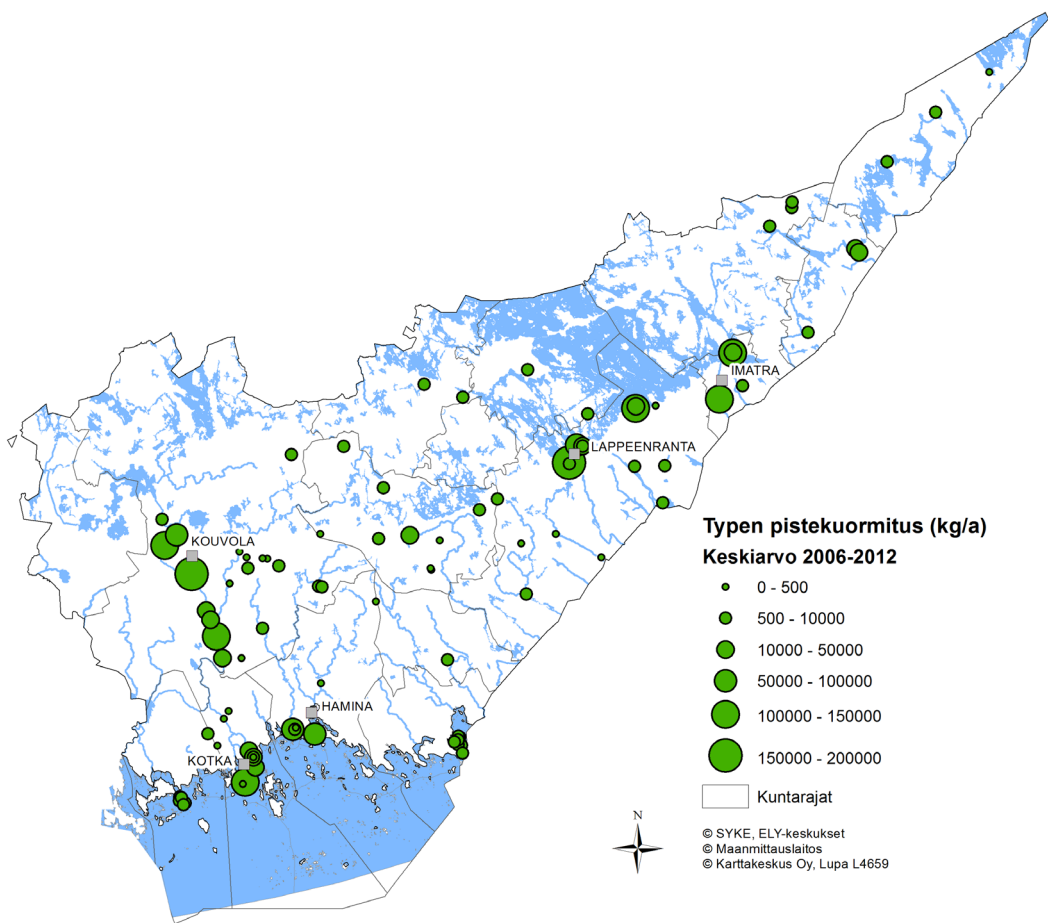 IMATRA
LAPPEENRANTA
KOUVOLA
HAMINA
KOTKA
Typen pistekuormitus (kg/a)
Keskiarvo 2006-2012
0 - 500
500 - 10000
10000 - 50000
50000 - 100000
100000 - 150000
150000 - 200000
Kuntarajat
N
© SYKE, ELY-keskukset
© Maanmittauslaitos
© Karttakeskus Oy, Lupa L4659